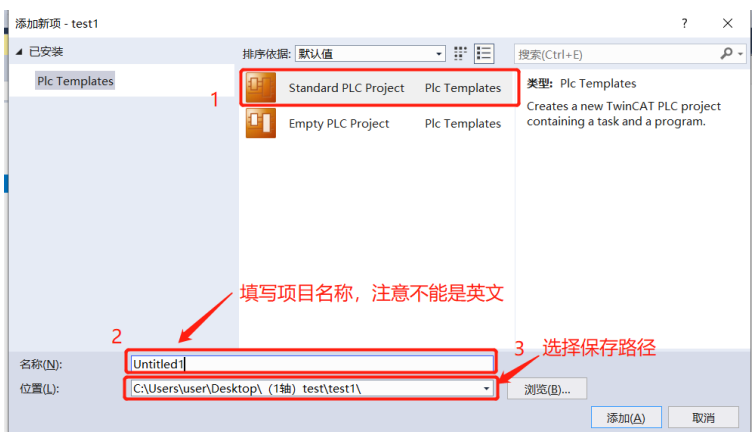 添加新项 - test1
? ×
已安装
排序依据: 默认值
搜索(Ctrl+E)
Plc Templates
1
Standard PLC Project Plc Templates
Empty PLC Project Plc Templates
类型: Plc Templates
Creates a new TwinCAT PLC project
containing a task and a program.
填写项目名称，注意不能是英文
2
3 选择保存路径
名称(N): Untitled1
位置(L): C:\Users\user\Desktop\（1轴）test\test1\
浏览(B)...
添加(A) 取消